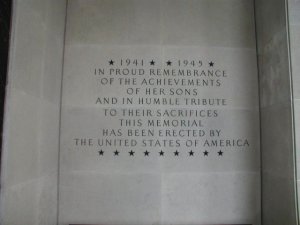 ★ 1941 ★ ★ 1945 ★
IN PROUD REMEMBRANCE
OF THE ACHIEVEMENTS
OF HER SONS
AND IN HUMBLE TRIBUTE
TO THEIR SACRIFICES
THIS MEMORIAL
HAS BEEN ERECTED BY
THE UNITED STATES OF AMERICA
★ ★ ★ ★ ★ ★ ★ ★ ★